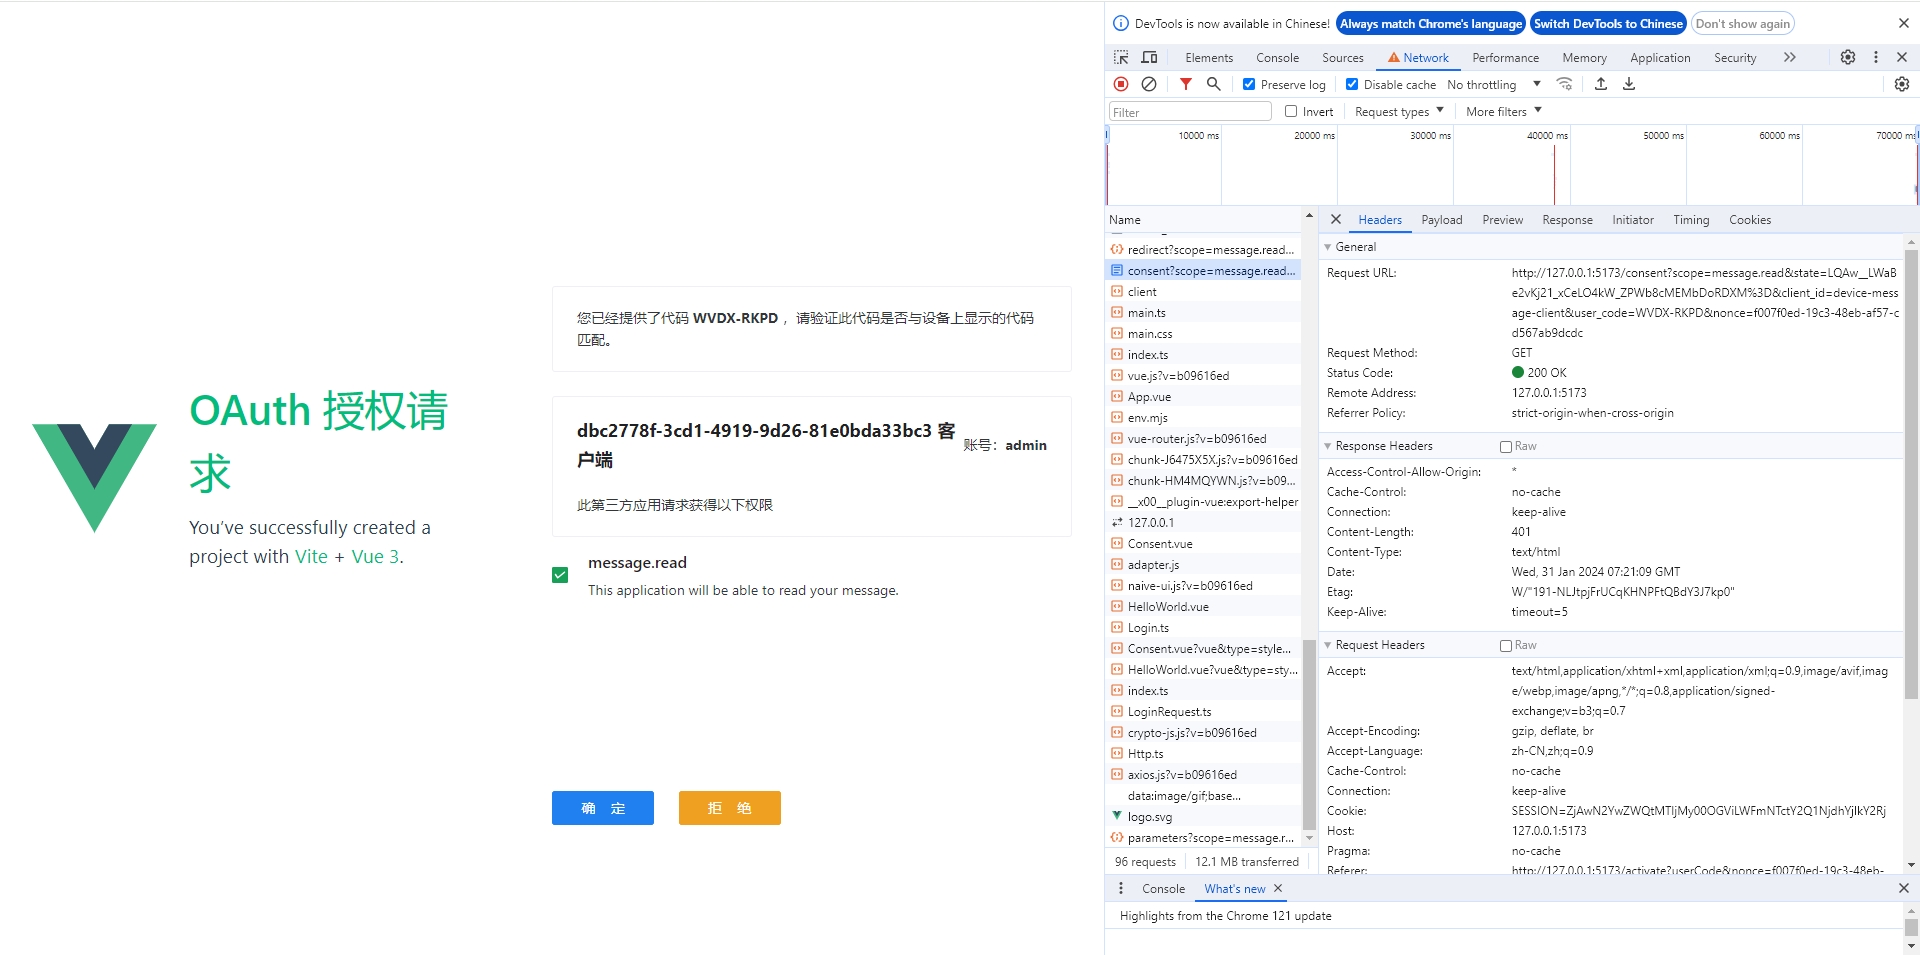 OAuth 授权请
求
You've successfully created a
project with Vite + Vue 3.
您已经提供了代码 WVDX-RKPD ，请验证此代码是否与设备上显示的代码
匹配。
dbc2778f-3cd1-4919-9d26-81e0bda33bc3 客
户端
账号：admin
此第三方应用请求获得以下权限
message.read
This application will be able to read your message.
确 定
拒 绝
DevTools is now available in Chinese!
Always match Chrome's language
Switch DevTools to Chinese
Don't show again
Elements Console Sources Network Performance Memory Application Security
Preserve log Disable cache No throttling
Filter Invert Request types More filters
10000 ms 20000 ms 30000 ms 40000 ms 50000 ms 60000 ms 70000 ms
Name
redirect?scope=message.read...
consent?scope=message.read...
client
main.ts
main.css
index.ts
vue.js?v=b09616ed
App.vue
env.mjs
vue-router.js?v=b09616ed
chunk-J6475X5X.js?v=b09616ed
chunk-HM4MQYWN.js?v=b09...
__x00__plugin-vue:export-helper
127.0.0.1
Consent.vue
adapter.js
naive-ui.js?v=b09616ed
HelloWorld.vue
Login.ts
Consent.vue?vue&type=style...
HelloWorld.vue?vue&type=sty...
index.ts
LoginRequest.ts
crypto-js.js?v=b09616ed
Http.ts
axios.js?v=b09616ed
data:image/gif;base...
logo.svg
parameters?scope=message.r...
96 requests 12.1 MB transferred
Headers Payload Preview Response Initiator Timing Cookies
General
Request URL: http://127.0.0.1:5173/consent?scope=message.read&state=LQAw__LWaB
e2vKj21_xCeLO4kW_ZPWb8cMEMbDoRDXM%3D&client_id=device-mess
age-client&user_code=WVDX-RKPD&nonce=f007f0ed-19c3-48eb-af57-c
d567ab9dcdc
Request Method: GET
Status Code: 200 OK
Remote Address: 127.0.0.1:5173
Referrer Policy: strict-origin-when-cross-origin
Response Headers Raw
Access-Control-Allow-Origin: *
Cache-Control: no-cache
Connection: keep-alive
Content-Length: 401
Content-Type: text/html
Date: Wed, 31 Jan 2024 07:21:09 GMT
Etag: W/"191-NLJtpjFrUCqKHNPFtQBdY3J7kp0"
Keep-Alive: timeout=5
Request Headers Raw
Accept: text/html,application/xhtml+xml,application/xml;q=0.9,image/avif,imag
e/webp,image/apng,*/*;q=0.8,application/signed-
exchange;v=b3;q=0.7
Accept-Encoding: gzip, deflate, br
Accept-Language: zh-CN,zh;q=0.9
Cache-Control: no-cache
Connection: keep-alive
Cookie: SESSION=ZjAwN2YwZWQtMTljMy00OGViLWFmNTctY2Q1NjdhYjlkY2Rj
Host: 127.0.0.1:5173
Pragma: no-cache
Referer: http://127.0.0.1:5173/activate?userCode&nonce=f007f0ed-19c3-48eb-
Console What's new
Highlights from the Chrome 121 update